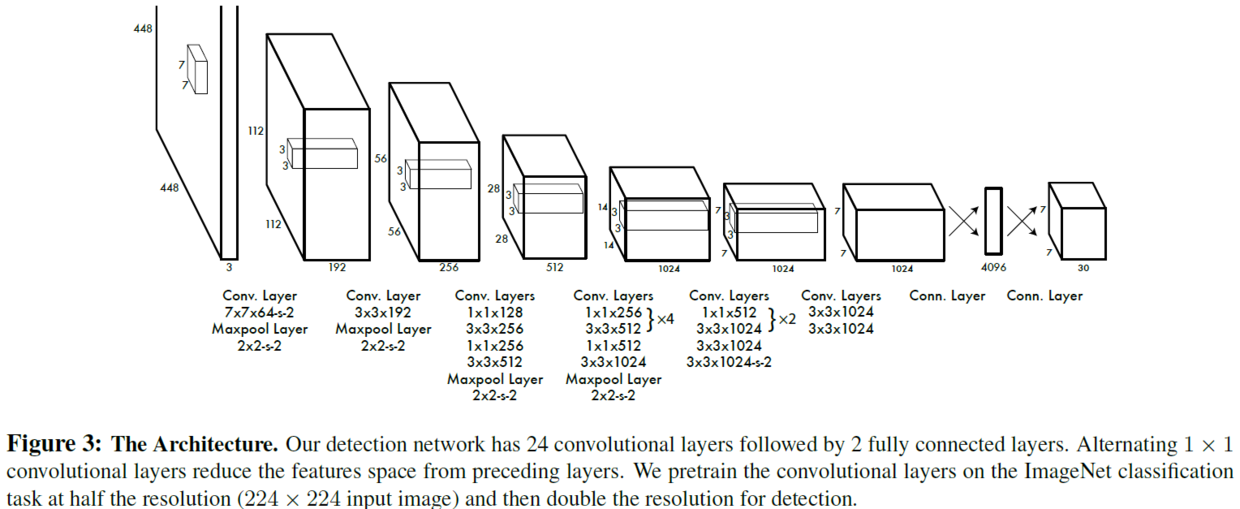 448
7
7
448
3
112
3
3
112
192
56
3
3
56
256
28
3
3
28
512
14
3
3
14
1024
7
3
3
7
1024
7
7
1024
4096
7
7
30
Conv. Layer
7x7x64-s-2
Maxpool Layer
2x2-s-2
Conv. Layer
3x3x192
Maxpool Layer
2x2-s-2
Conv. Layers
1x1x128
3x3x256
1x1x256
3x3x512
Maxpool Layer
2x2-s-2
Conv. Layers
1x1x256
3x3x512
}×4
1x1x512
3x3x1024
Maxpool Layer
2x2-s-2
Conv. Layers
1x1x512
3x3x1024
}×2
3x3x1024
3x3x1024-s-2
Conv. Layers
3x3x1024
3x3x1024
Conn. Layer
Conn. Layer
Figure 3: The Architecture. Our detection network has 24 convolutional layers followed by 2 fully connected layers. Alternating 1 × 1
convolutional layers reduce the features space from preceding layers. We pretrain the convolutional layers on the ImageNet classification
task at half the resolution (224 × 224 input image) and then double the resolution for detection.